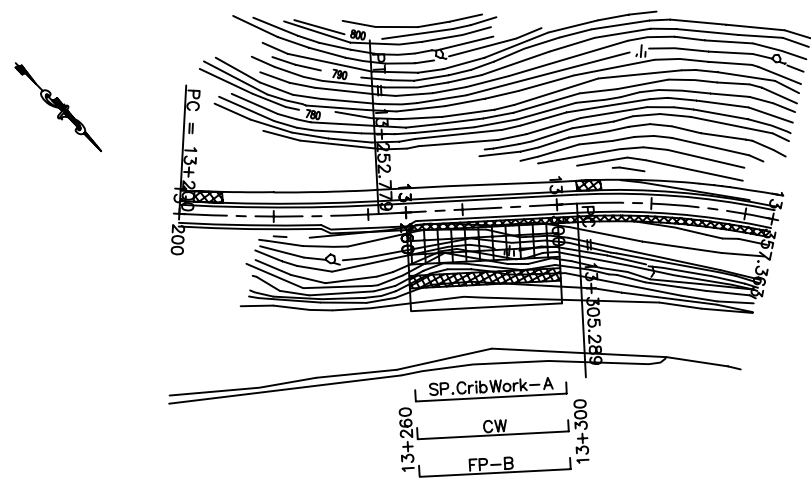 800
790
780
PT = 13+252.779
PC = 13+200
13+200
13+260
13+300
13+357.363
PC = 13+305.289
SP.CribWork-A
13+260
CW
13+300
FP-B